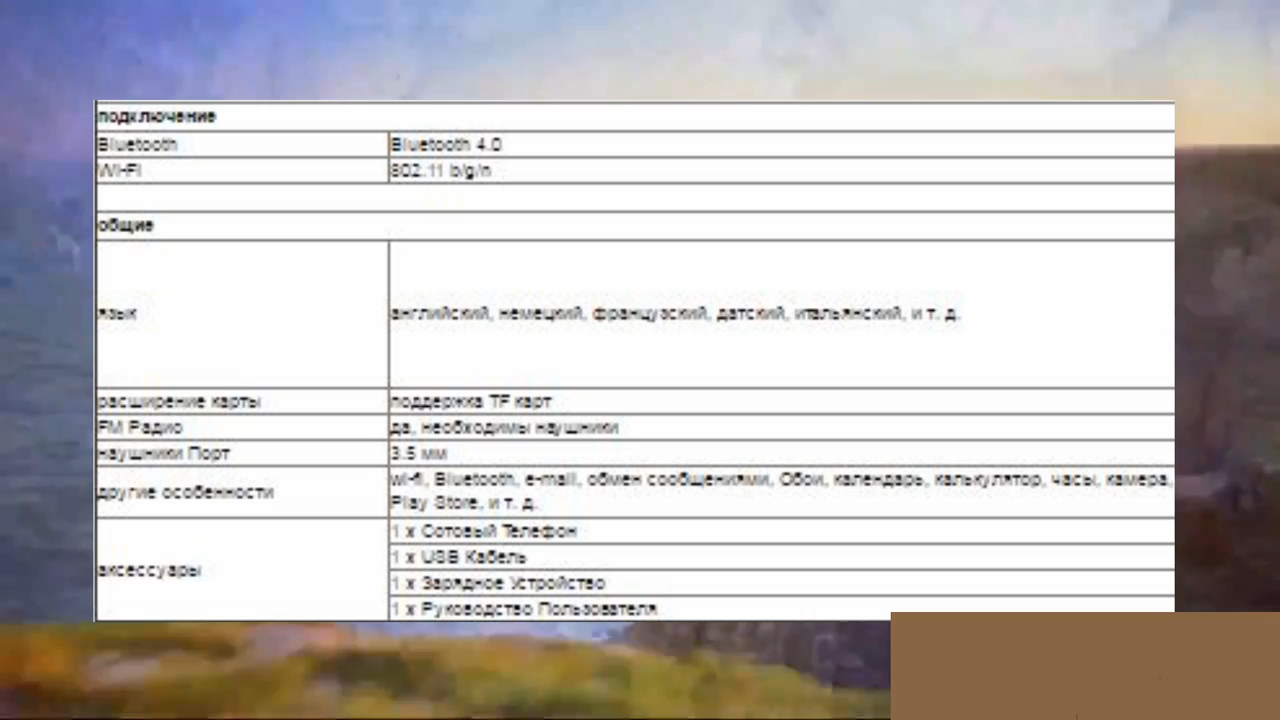 подключение
Bluetooth Bluetooth 4.0
WI-FI 802.11 b/g/n
общие
язык английский, немецкий, французский, датский, итальянский, и т. д.
расширение карты поддержка TF карт
FM Радио да, необходимы наушники
наушники Порт 3.5 мм
другие особенности wi-fi, Bluetooth, e-mail, обмен сообщениями, Обои, календарь, калькулятор, часы, камера,
Play Store, и т. д.
аксессуары 1 x Сотовый Телефон
1 x USB Кабель
1 x Зарядное Устройство
1 x Руководство Пользователя